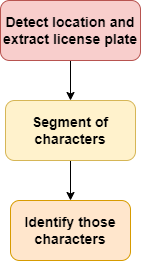 Detect location and
extract license plate
Segment of
characters
Identify those
characters